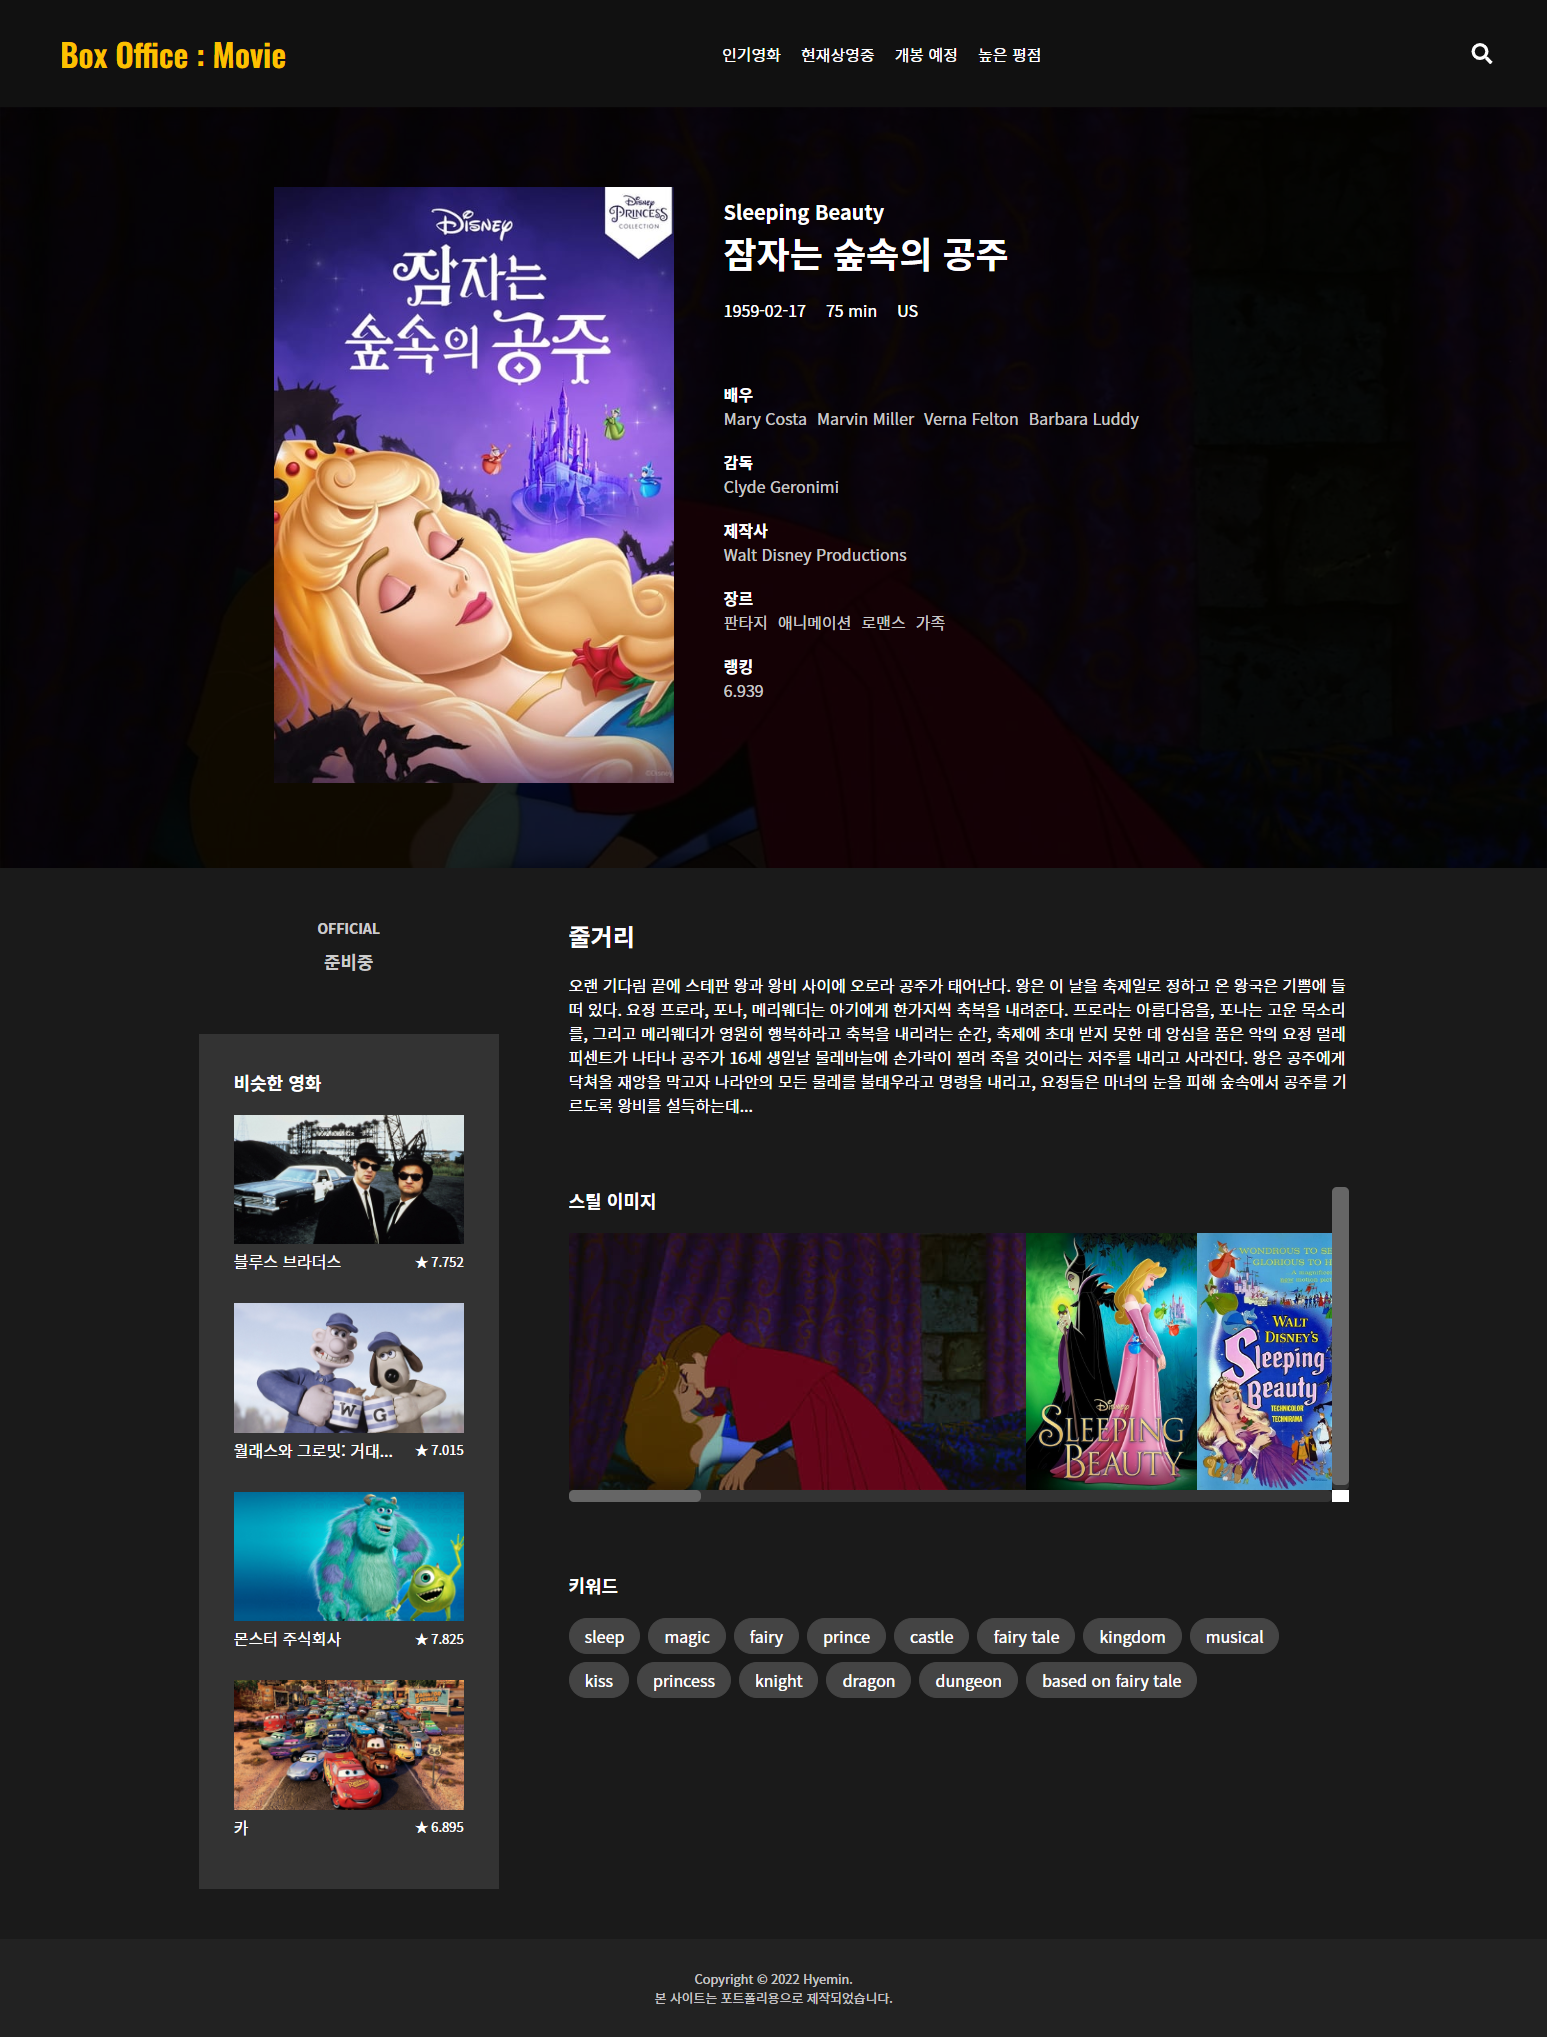 Box Office : Movie
인기영화 현재상영중 개봉 예정 높은 평점
Disney
PRINCESS
COLLECTION
Disney
잠자는
숲속의 공주
Sleeping Beauty
잠자는 숲속의 공주
1959-02-17 75 min US
배우
Mary Costa Marvin Miller Verna Felton Barbara Luddy
감독
Clyde Geronimi
제작사
Walt Disney Productions
장르
판타지 애니메이션 로맨스 가족
랭킹
6.939
OFFICIAL
준비중
비슷한 영화
블루스 브라더스 ★ 7.752
W G
월래스와 그로밋: 거대... ★ 7.015
몬스터 주식회사 ★ 7.825
카 ★ 6.895
줄거리
오랜 기다림 끝에 스테판 왕과 왕비 사이에 오로라 공주가 태어난다. 왕은 이 날을 축제일로 정하고 온 왕국은 기쁨에 들
떠 있다. 요정 프로라, 포나, 메리웨더는 아기에게 한가지씩 축복을 내려준다. 프로라는 아름다움을, 포나는 고운 목소리
를, 그리고 메리웨더가 영원히 행복하라고 축복을 내리려는 순간, 축제에 초대 받지 못한 데 앙심을 품은 악의 요정 멀레
피센트가 나타나 공주가 16세 생일날 물레바늘에 손가락이 찔려 죽을 것이라는 저주를 내리고 사라진다. 왕은 공주에게
닥쳐올 재앙을 막고자 나라안의 모든 물레를 불태우라고 명령을 내리고, 요정들은 마녀의 눈을 피해 숲속에서 공주를 기
르도록 왕비를 설득하는데...
스틸 이미지
Disney
SLEEPING
BEAUTY
WONDROUS TO SE
GLORIOUS TO H
WALT
DISNEY'S
Sleeping
Beauty
TECHNICOLOR
TECHNIRAMA
키워드
sleep magic fairy prince castle fairy tale kingdom musical
kiss princess knight dragon dungeon based on fairy tale
Copyright © 2022 Hyemin.
본 사이트는 포트폴리용으로 제작되었습니다.